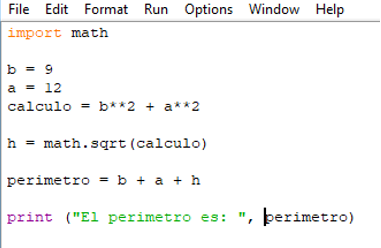 File Edit Format Run Options Window Help
import math
b = 9
a = 12
calculo = b**2 + a**2
h = math.sqrt(calculo)
perimetro = b + a + h
print ("El perimetro es: ", perimetro)